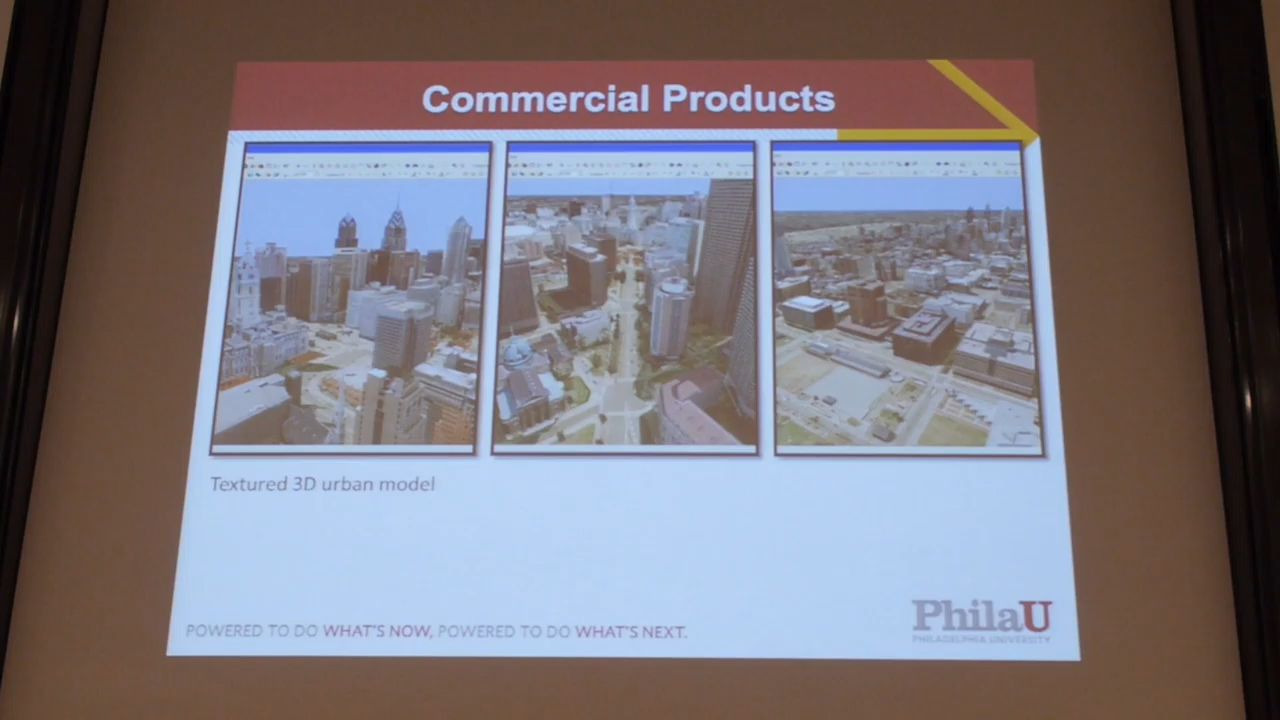 Commercial Products
Textured 3D urban model
POWERED TO DO WHAT'S NOW, POWERED TO DO WHAT'S NEXT.
PhilaU
PHILADELPHIA UNIVERSITY